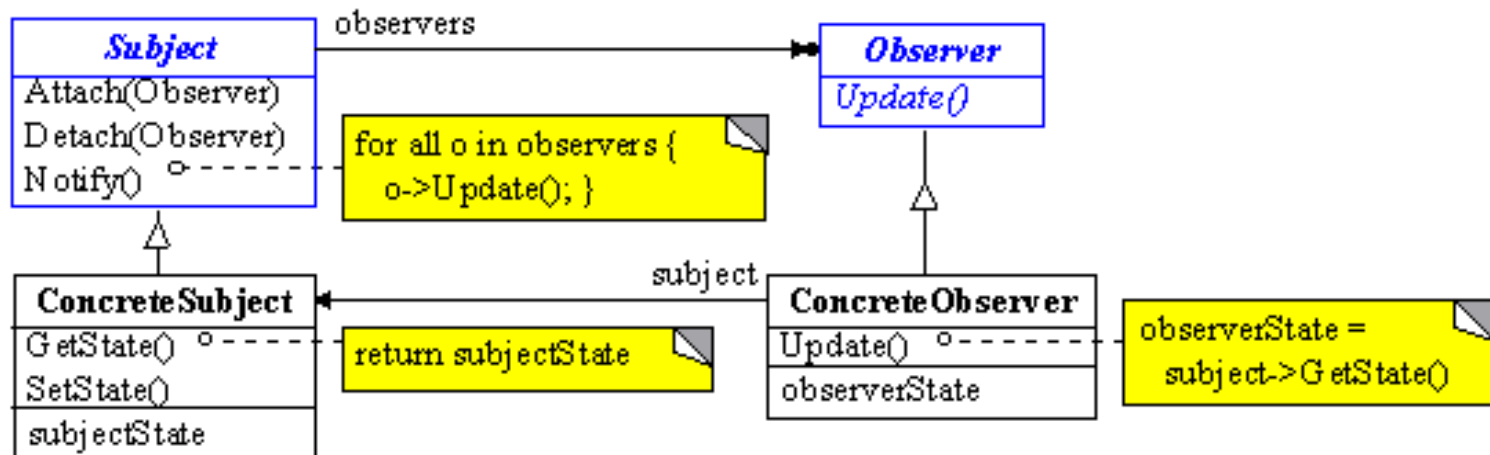 observers
Subject
Attach(Observer)
Detach(Observer)
Notify()
for all o in observers {
o->Update(); }
Observer
Update()
subject
ConcreteSubject
GetState()
SetState()
subjectState
return subjectState
ConcreteObserver
Update()
observerState
observerState =
subject->GetState()